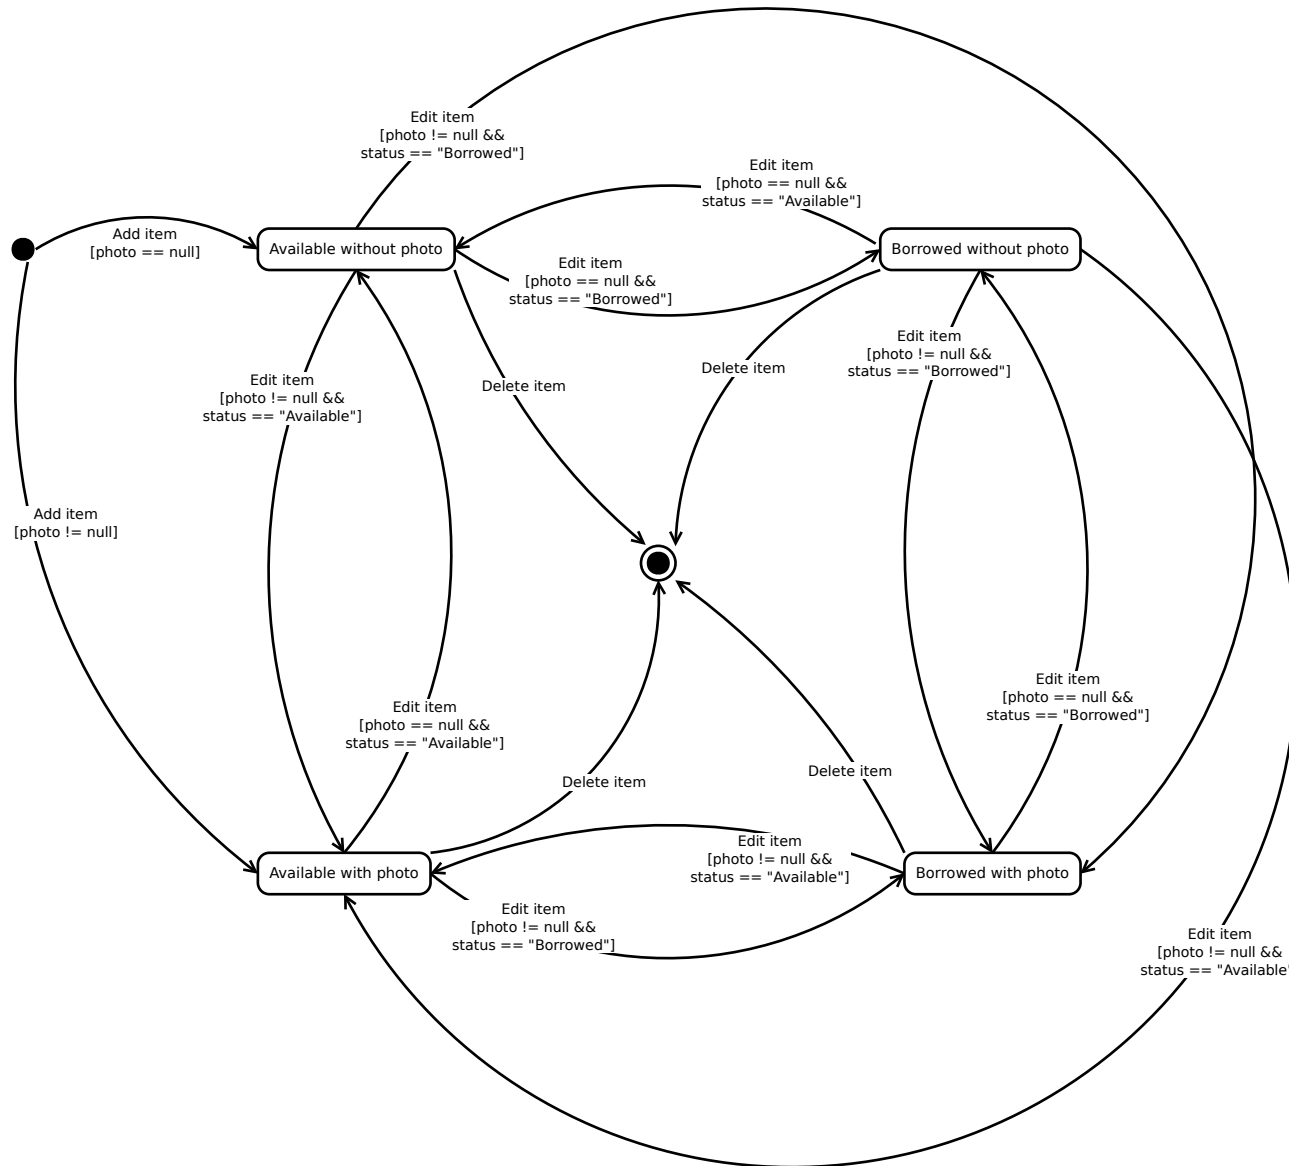 Edit item
[photo != null &&
status == "Borrowed"]
Edit item
[photo == null &&
status == "Available"]
Add item
[photo == null]
Available without photo
Borrowed without photo
Edit item
[photo == null &&
status == "Borrowed"]
Edit item
[photo != null &&
status == "Borrowed"]
Delete item
Edit item
[photo != null &&
status == "Available"]
Delete item
Add item
[photo != null]
Edit item
[photo == null &&
status == "Borrowed"]
Edit item
[photo == null &&
status == "Available"]
Delete item
Delete item
Edit item
[photo != null &&
status == "Available"]
Available with photo
Borrowed with photo
Edit item
[photo != null &&
status == "Borrowed"]
Edit item
[photo != null &&
status == "Available"